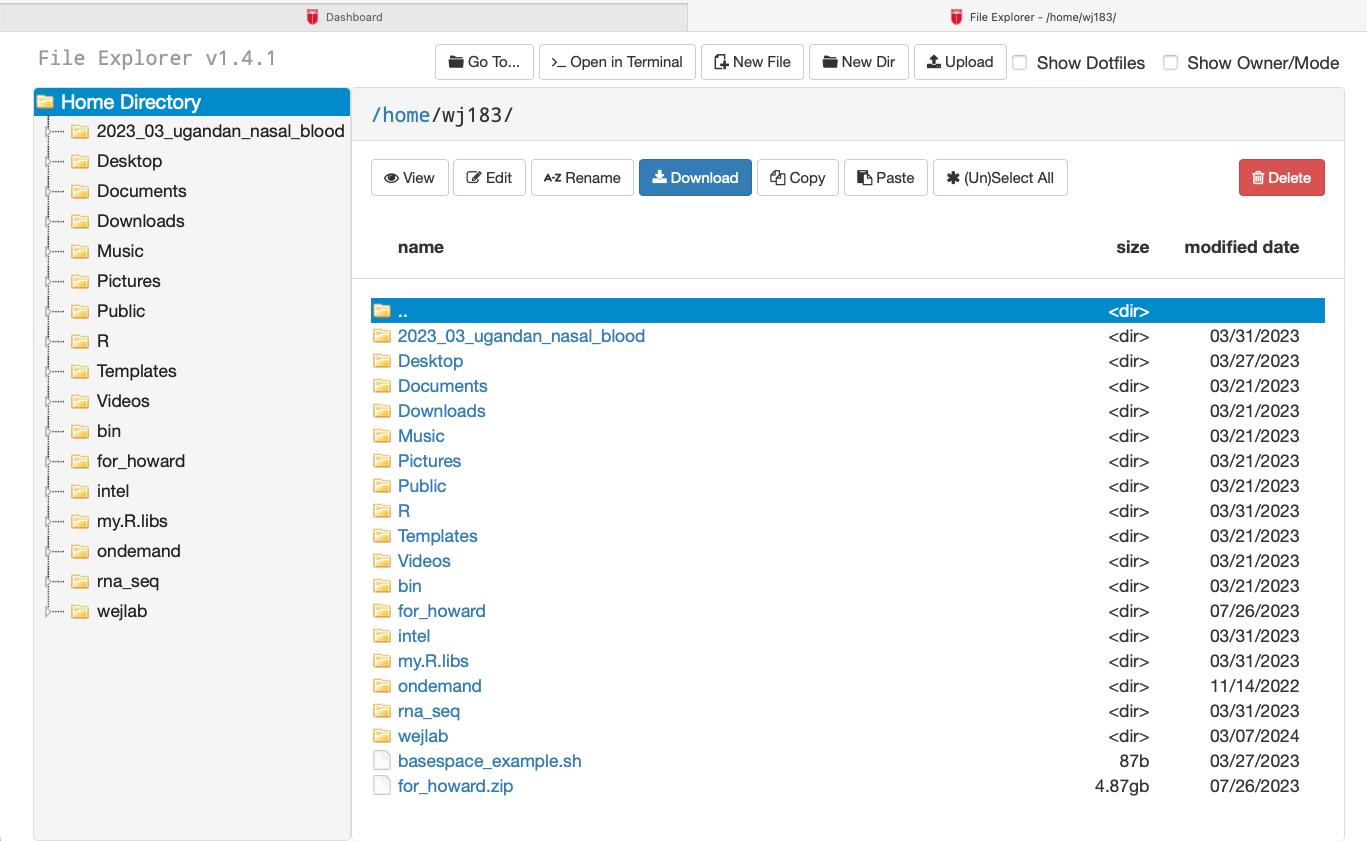 Dashboard
File Explorer - /home/wj183/
File Explorer v1.4.1
Go To...
>_ Open in Terminal
New File
New Dir
Upload
Show Dotfiles
Show Owner/Mode
Home Directory
2023_03_ugandan_nasal_blood
Desktop
Documents
Downloads
Music
Pictures
Public
R
Templates
Videos
bin
for_howard
intel
my.R.libs
ondemand
rna_seq
wejlab
/home/wj183/
View
Edit
A-Z Rename
Download
Copy
Paste
✱ (Un)Select All
Delete
name size modified date
.. <dir>
2023_03_ugandan_nasal_blood <dir> 03/31/2023
Desktop <dir> 03/27/2023
Documents <dir> 03/21/2023
Downloads <dir> 03/21/2023
Music <dir> 03/21/2023
Pictures <dir> 03/21/2023
Public <dir> 03/21/2023
R <dir> 03/31/2023
Templates <dir> 03/21/2023
Videos <dir> 03/21/2023
bin <dir> 03/21/2023
for_howard <dir> 07/26/2023
intel <dir> 03/31/2023
my.R.libs <dir> 03/31/2023
ondemand <dir> 11/14/2022
rna_seq <dir> 03/31/2023
wejlab <dir> 03/07/2024
basespace_example.sh 87b 03/27/2023
for_howard.zip 4.87gb 07/26/2023